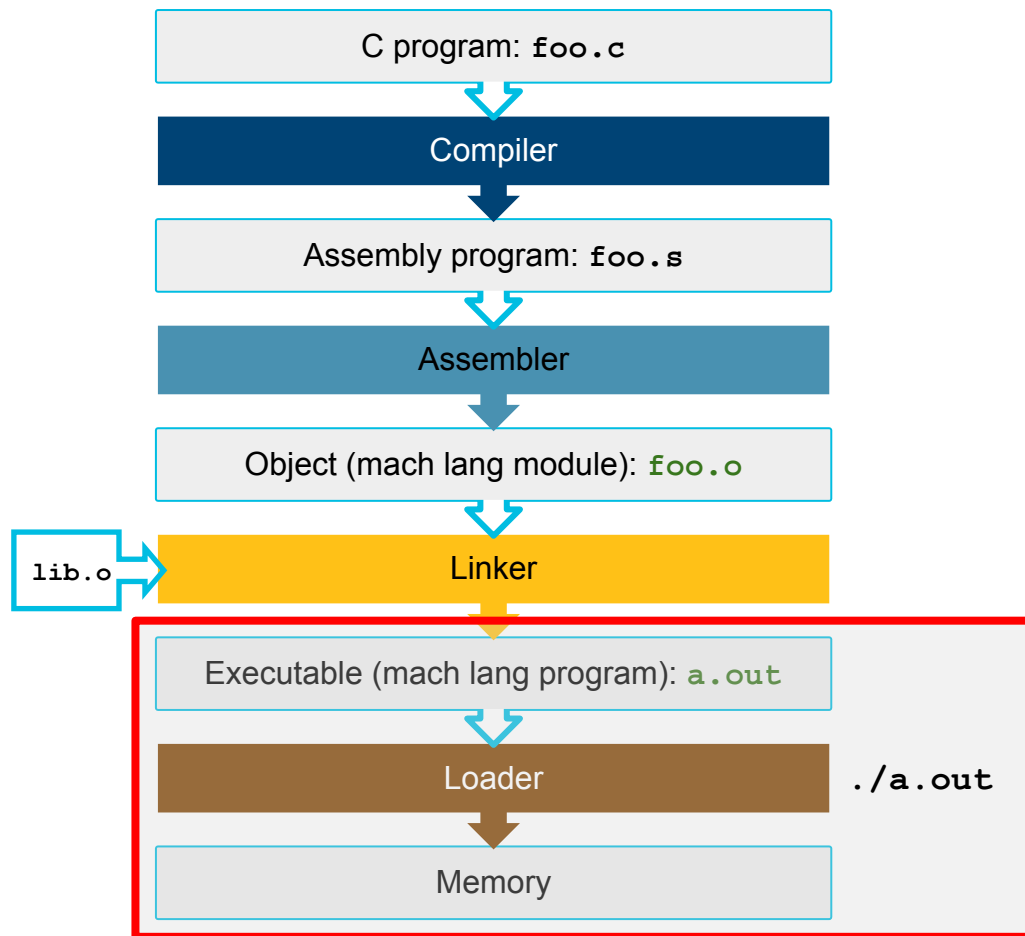 C program: foo.c
Compiler
Assembly program: foo.s
Assembler
Object (mach lang module): foo.o
lib.o
Linker
Executable (mach lang program): a.out
Loader
./a.out
Memory